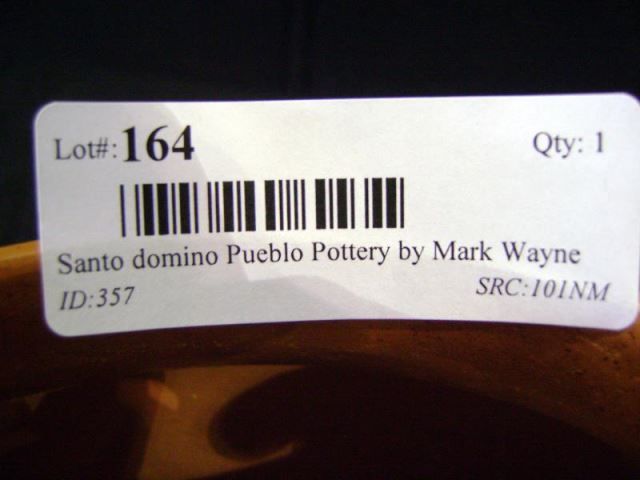 Lot#:164 Qty: 1
Santo domino Pueblo Pottery by Mark Wayne
ID:357 SRC:101NM